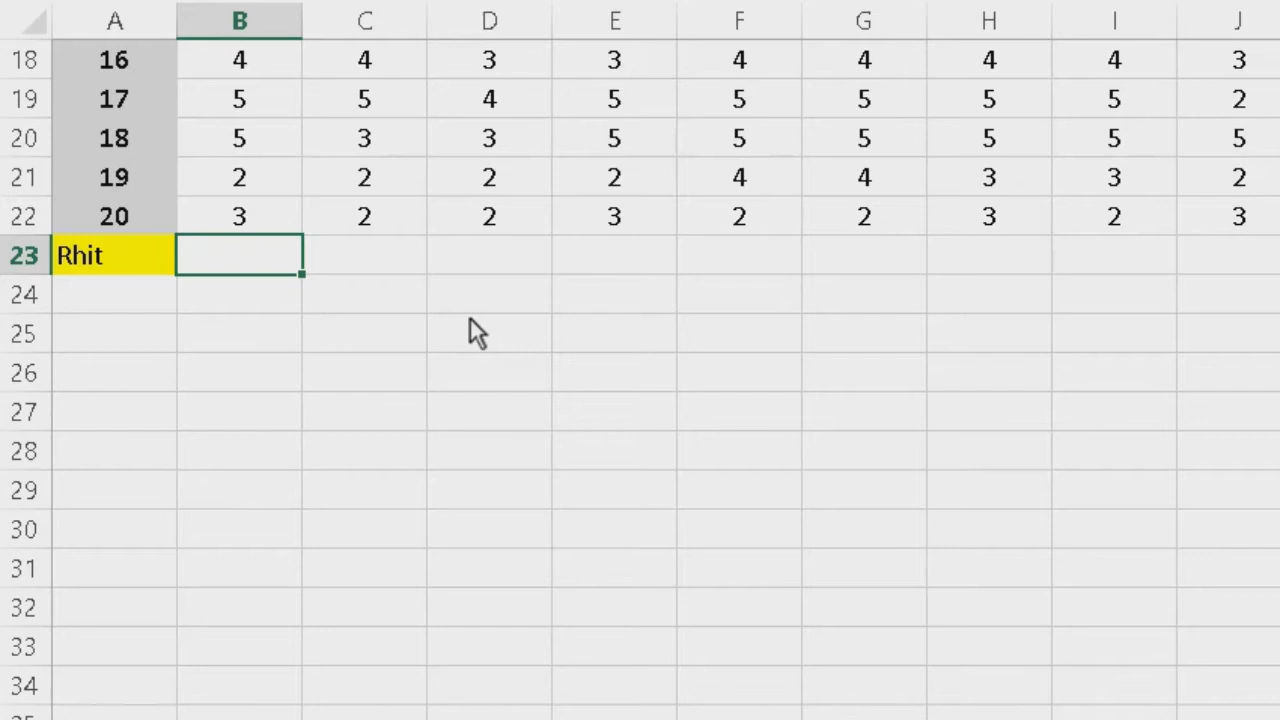 A B C D E F G H I J
18 16 4 4 3 3 4 4 4 4 3
19 17 5 5 4 5 5 5 5 5 2
20 18 5 3 3 5 5 5 5 5 5
21 19 2 2 2 2 4 4 3 3 2
22 20 3 2 2 3 2 2 3 2 3
23 Rhit
24
25
26
27
28
29
30
31
32
33
34